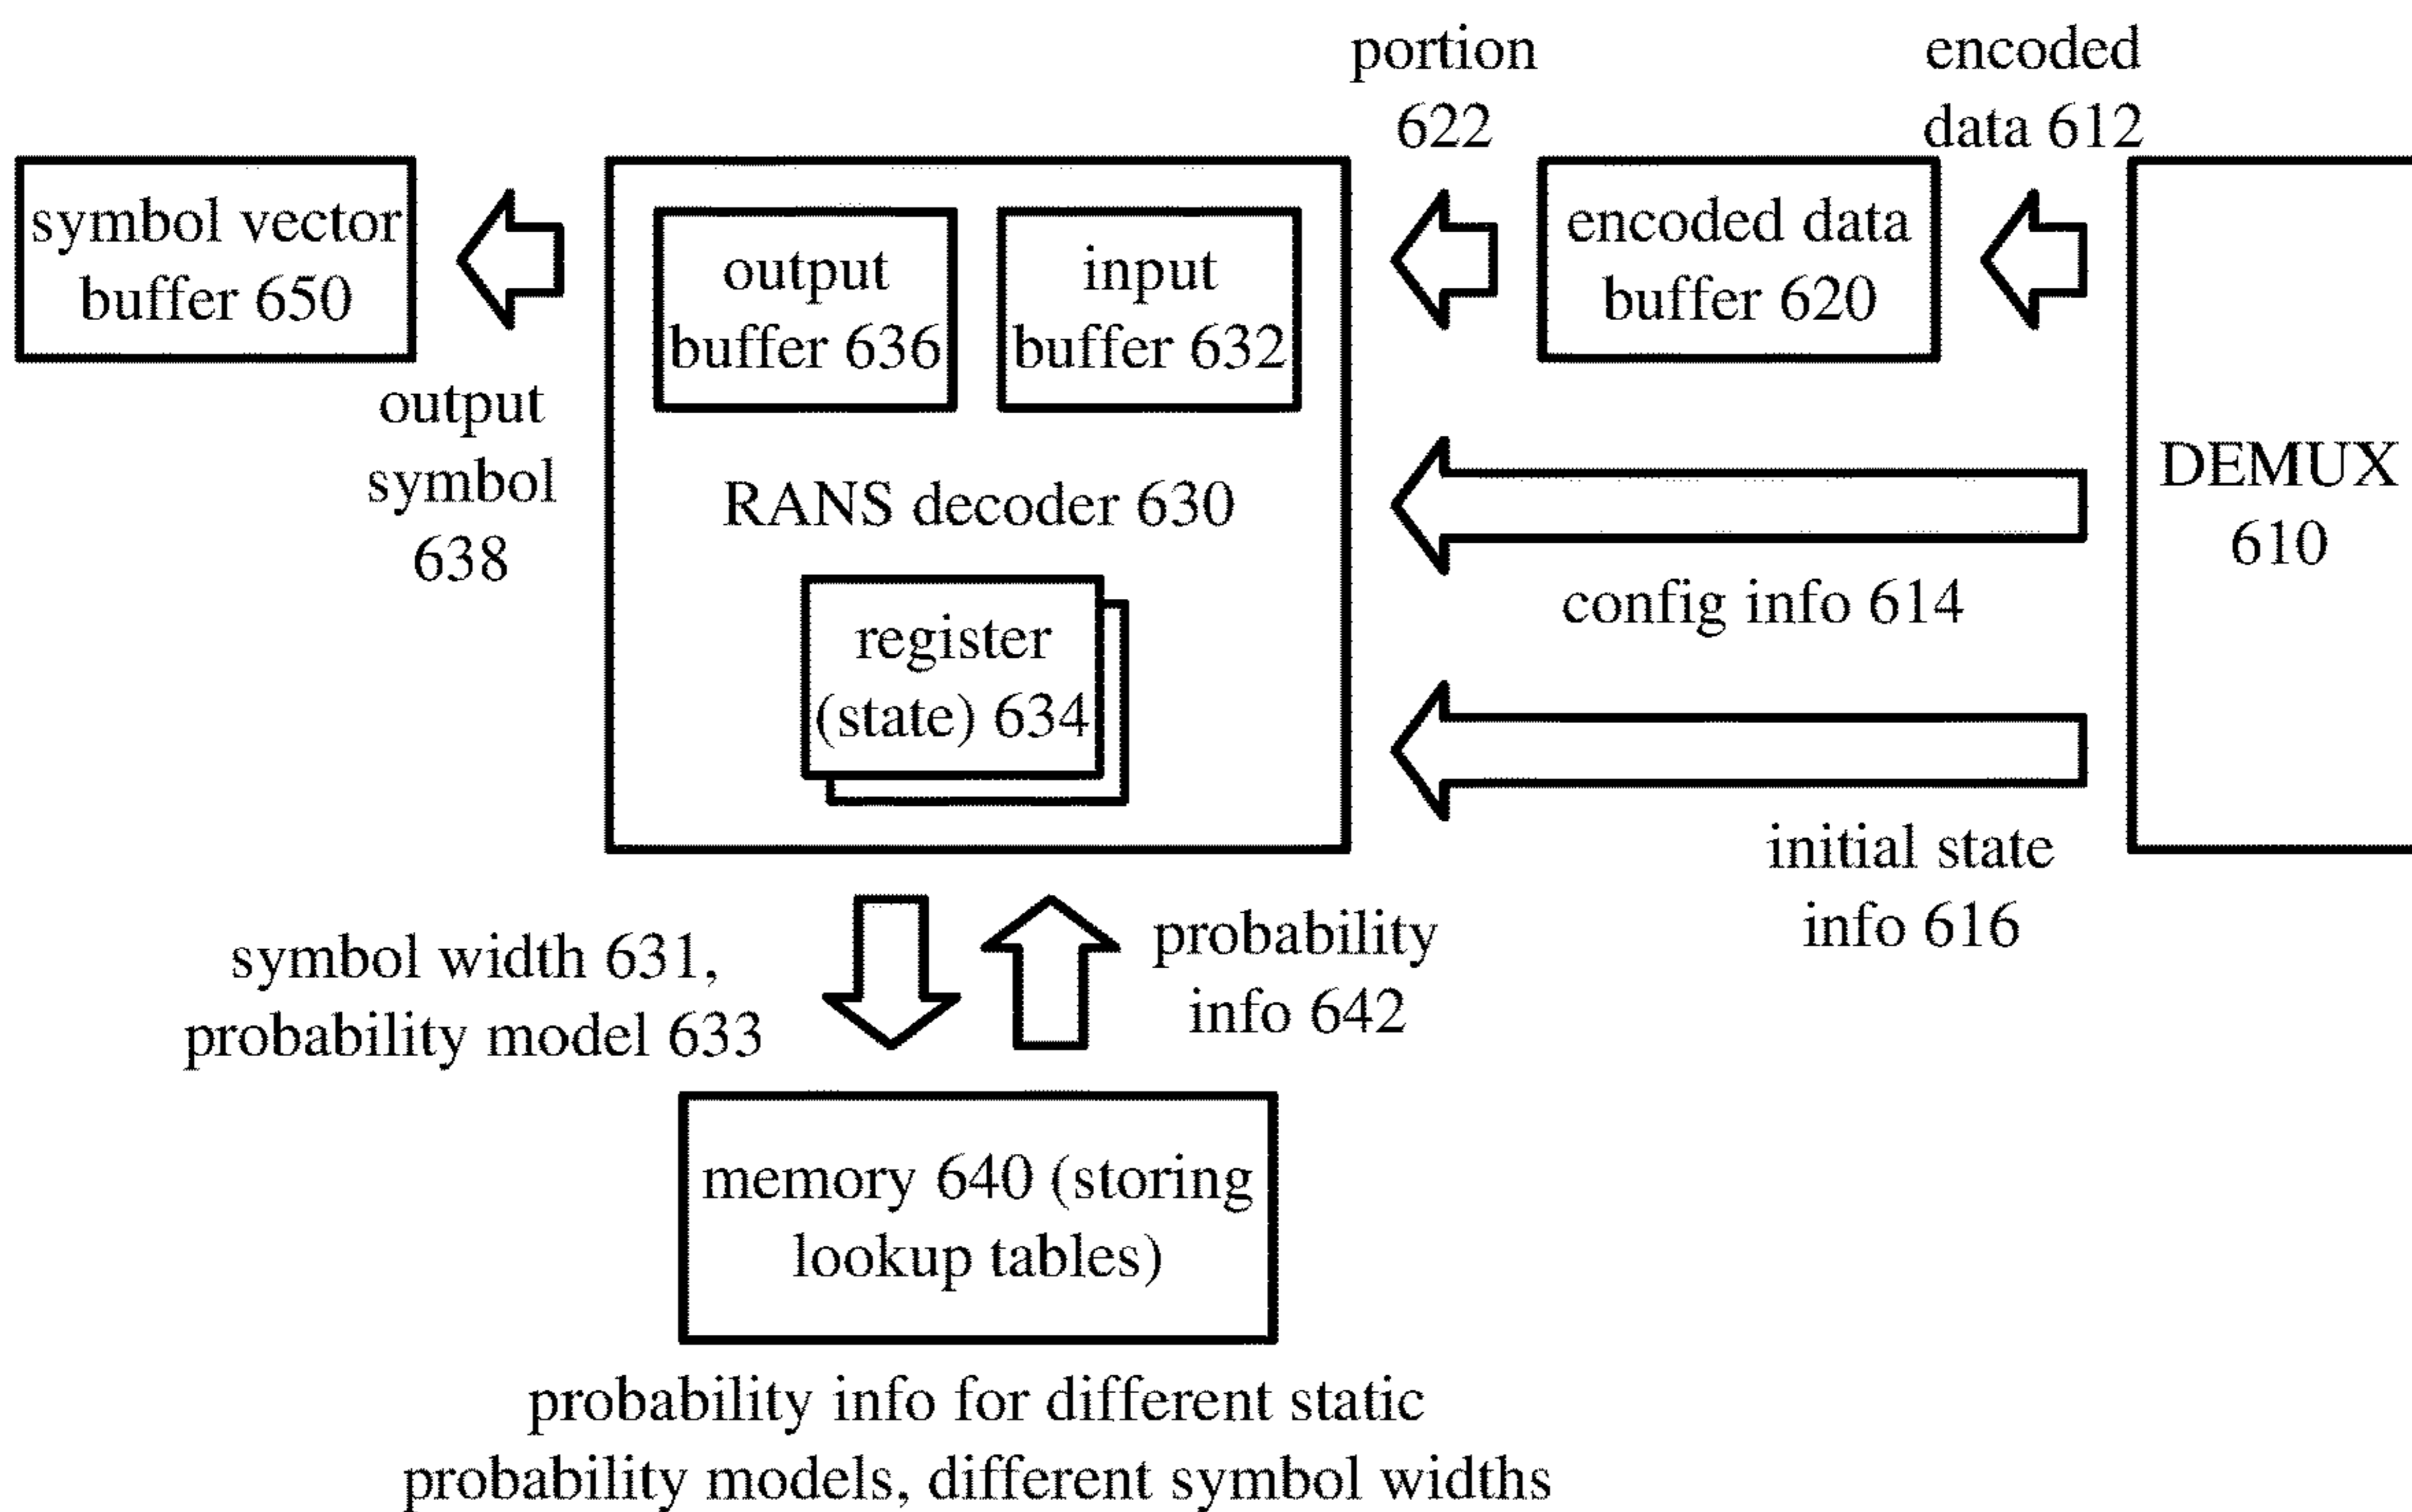 portion
622
encoded
data 612
symbol vector
buffer 650
output
buffer 636
input
buffer 632
encoded data
buffer 620
output
symbol
638
RANS decoder 630
DEMUX
610
config info 614
register
(state) 634
initial state
info 616
symbol width 631,
probability model 633
probability
info 642
memory 640 (storing
lookup tables)
probability info for different static
probability models, different symbol widths